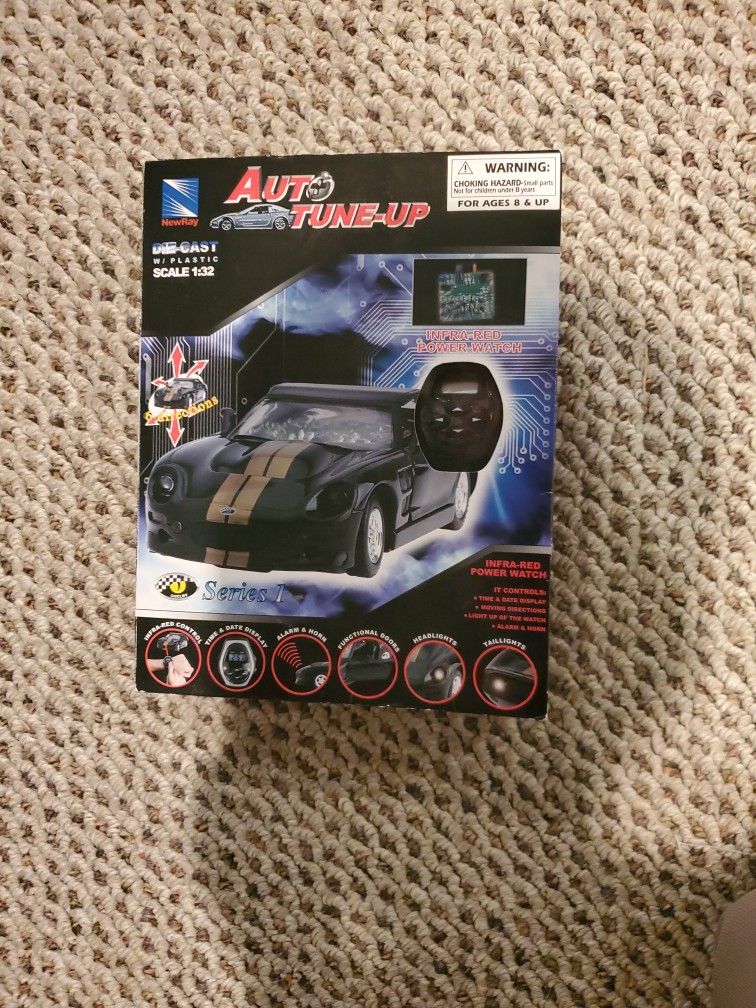 NewRay
AUTO
TUNE-UP
WARNING:
CHOKING HAZARD-Small parts
Not for children under 8 years
FOR AGES 8 & UP
DIE-CAST
W/ PLASTIC
SCALE 1:32
INFRA-RED
POWER WATCH
Directions
SHELBY
Series 1
INFRA-RED
POWER WATCH
IT CONTROLS:
• TIME & DATE DISPLAY
• MOVING DIRECTIONS
• LIGHT UP OF THE WATCH
• ALARM & HORN
INFRA-RED CONTROL
TIME & DATE DISPLAY
ALARM & HORN
FUNCTIONAL DOORS
HEADLIGHTS
TAILLIGHTS